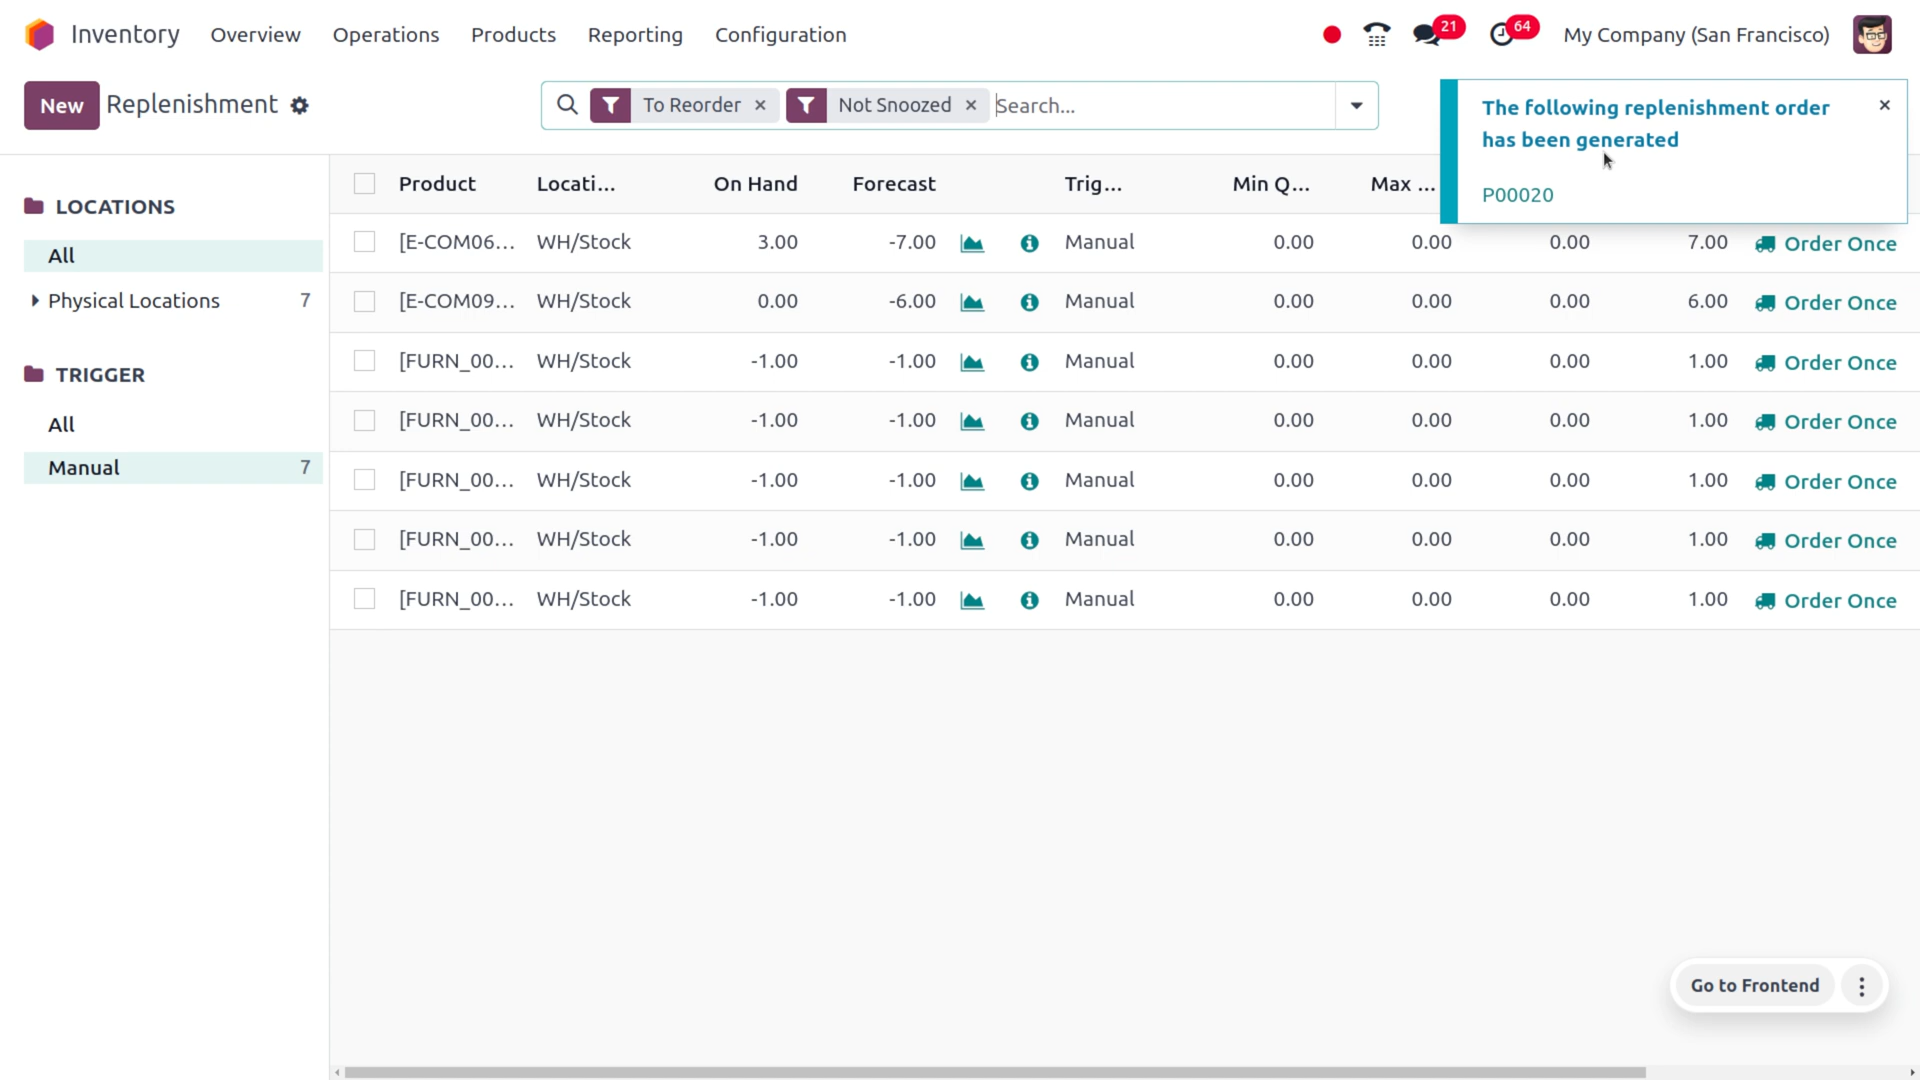 Inventory Overview Operations Products Reporting Configuration 21 64 My Company (San Francisco)
New Replenishment To Reorder × Not Snoozed × Search...
The following replenishment order ×
has been generated
P00020
LOCATIONS
All
Physical Locations 7
TRIGGER
All
Manual 7
Product Locati... On Hand Forecast Trig... Min Q... Max ...
[E-COM06... WH/Stock 3.00 -7.00 Manual 0.00 0.00 0.00 7.00 Order Once
[E-COM09... WH/Stock 0.00 -6.00 Manual 0.00 0.00 0.00 6.00 Order Once
[FURN_00... WH/Stock -1.00 -1.00 Manual 0.00 0.00 0.00 1.00 Order Once
[FURN_00... WH/Stock -1.00 -1.00 Manual 0.00 0.00 0.00 1.00 Order Once
[FURN_00... WH/Stock -1.00 -1.00 Manual 0.00 0.00 0.00 1.00 Order Once
[FURN_00... WH/Stock -1.00 -1.00 Manual 0.00 0.00 0.00 1.00 Order Once
[FURN_00... WH/Stock -1.00 -1.00 Manual 0.00 0.00 0.00 1.00 Order Once
Go to Frontend